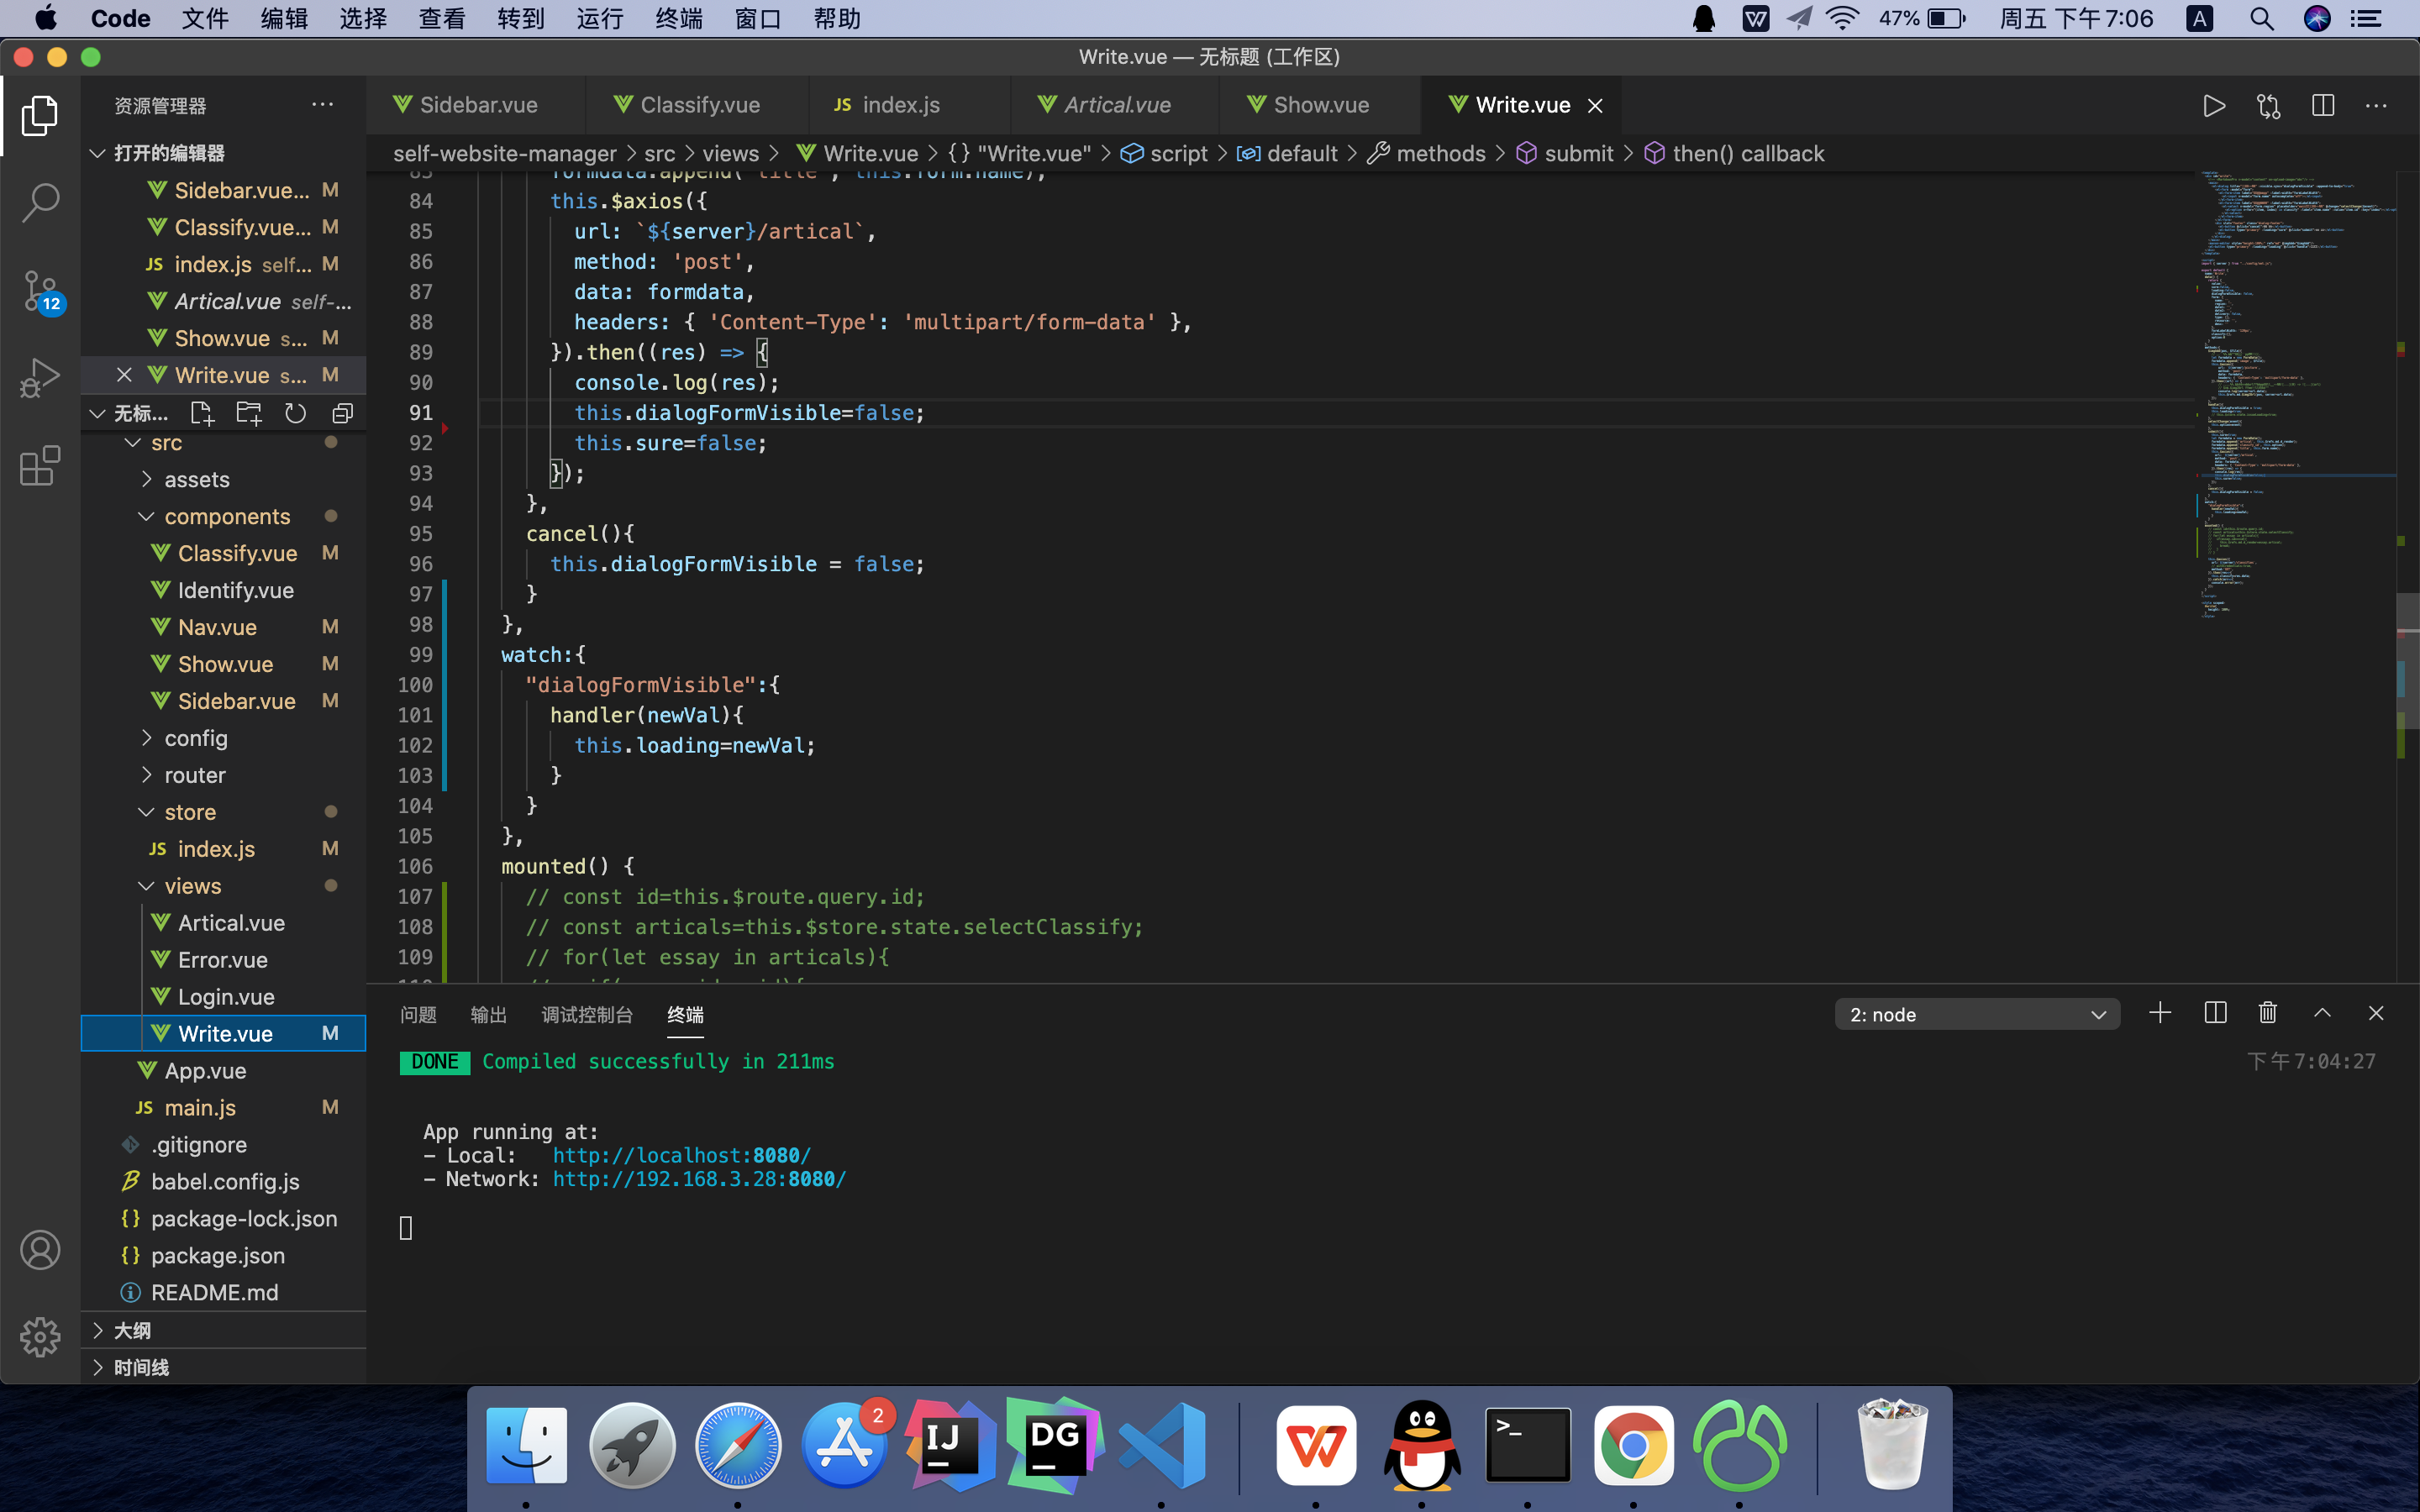 Code 文件 编辑 选择 查看 转到 运行 终端 窗口 帮助 47% 周五 下午7:06 A
Write.vue — 无标题 (工作区)
资源管理器
Sidebar.vue Classify.vue JS index.js Artical.vue Show.vue Write.vue
self-website-manager > src > views > Write.vue > {} "Write.vue" > script > default > methods > submit > then() callback
打开的编辑器
Sidebar.vue... M
Classify.vue... M
JS index.js self... M
Artical.vue self-...
Show.vue s... M
Write.vue s... M
12
无标...
src
assets
components
Classify.vue M
Identify.vue
Nav.vue M
Show.vue M
Sidebar.vue M
config
router
store
JS index.js M
views
Artical.vue
Error.vue
Login.vue
Write.vue M
App.vue
JS main.js M
.gitignore
babel.config.js
{} package-lock.json
{} package.json
README.md
大纲
时间线
83 formdata.append('title', this.form.name);
84 this.$axios({
85 url: `${server}/artical`,
86 method: 'post',
87 data: formdata,
88 headers: { 'Content-Type': 'multipart/form-data' },
89 }).then((res) => {
90 console.log(res);
91 this.dialogFormVisible=false;
92 this.sure=false;
93 });
94 },
95 cancel(){
96 this.dialogFormVisible = false;
97 }
98 },
99 watch:{
100 "dialogFormVisible":{
101 handler(newVal){
102 this.loading=newVal;
103 }
104 }
105 },
106 mounted() {
107 // const id=this.$route.query.id;
108 // const articals=this.$store.state.selectClassify;
109 // for(let essay in articals){
问题 输出 调试控制台 终端 2: node
DONE Compiled successfully in 211ms 下午7:04:27
App running at:
- Local: http://localhost:8080/
- Network: http://192.168.3.28:8080/
2
IJ
DG
>_